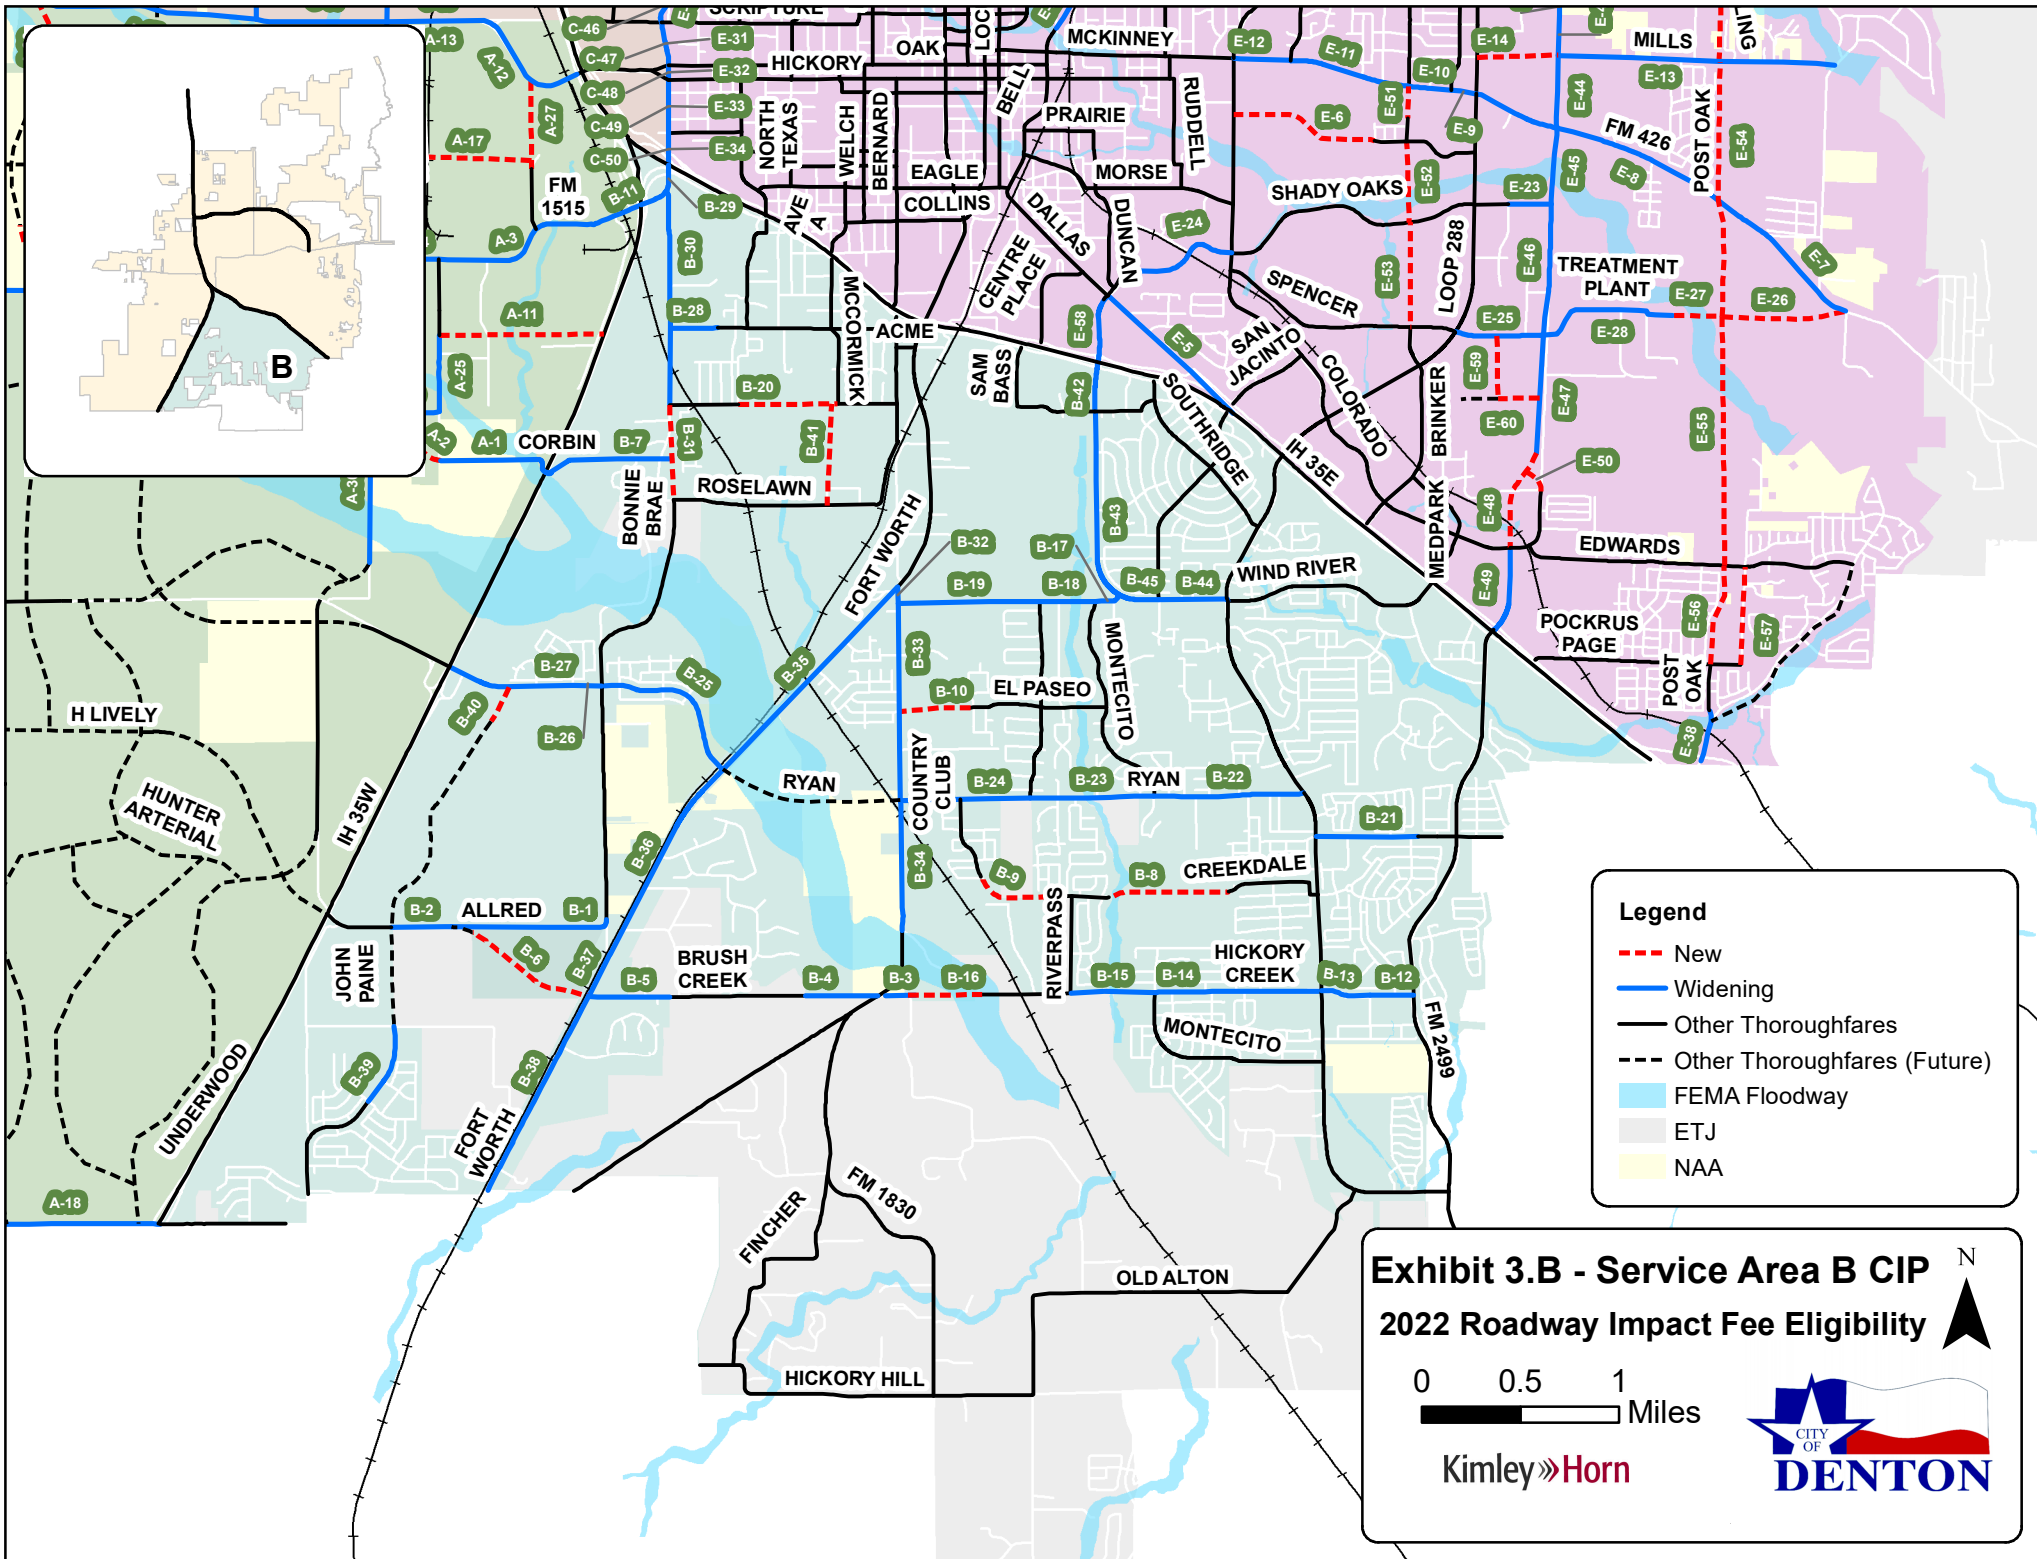 SCRIPTURE
LOC
LING
MCKINNEY
OAK
HICKORY
MILLS
A-13
A-12
C-46
C-47
C-48
C-49
C-50
E-31
E-32
E-33
E-34
E-12
E-11
E-10
E-14
E-13
E-44
E-51
E-9
E-6
A-27
A-17
NORTH
TEXAS
WELCH
BERNARD
BELL
PRAIRIE
RUDDELL
FM 426
POST OAK
E-54
FM
1515
B-11
B-29
EAGLE
COLLINS
MORSE
SHADY OAKS
E-52
E-23
E-45
E-8
AVE
A
DALLAS
DUNCAN
E-24
A-3
B-30
CENTRE
PLACE
SPENCER
E-53
LOOP 288
E-46
TREATMENT
PLANT
E-7
E-27
E-26
A-11
B-28
MCCORMICK
ACME
E-58
E-5
SAN
JACINTO
E-25
E-28
A-25
B-20
SAM
BASS
B-42
SOUTHRIDGE
COLORADO
BRINKER
E-59
E-47
E-60
E-55
B
A-2
A-1
CORBIN
B-7
B-31
B-41
IH 35E
E-50
BONNIE
BRAE
ROSELAWN
FORT WORTH
B-43
MEDPARK
E-48
EDWARDS
B-32
B-17
B-19
B-18
B-45
B-44
WIND RIVER
E-49
POCKRUS
PAGE
E-56
E-57
POST
OAK
E-38
B-27
B-25
B-35
B-33
B-10
EL PASEO
MONTECITO
B-40
B-26
H LIVELY
HUNTER
ARTERIAL
IH 35W
RYAN
COUNTRY
CLUB
B-24
B-23
RYAN
B-22
B-21
B-36
B-34
B-9
B-8
CREEKDALE
RIVERPASS
B-2
ALLRED
B-1
B-6
B-37
JOHN
PAINE
B-5
BRUSH
CREEK
B-4
B-3
B-16
B-15
B-14
HICKORY
CREEK
B-13
B-12
FM 2499
MONTECITO
B-39
B-38
UNDERWOOD
FORT
WORTH
A-18
FINCHER
FM 1830
OLD ALTON
HICKORY HILL
Legend
New
Widening
Other Thoroughfares
Other Thoroughfares (Future)
FEMA Floodway
ETJ
NAA
Exhibit 3.B - Service Area B CIP
2022 Roadway Impact Fee Eligibility
N
0 0.5 1
Miles
Kimley»Horn
CITY
OF
DENTON